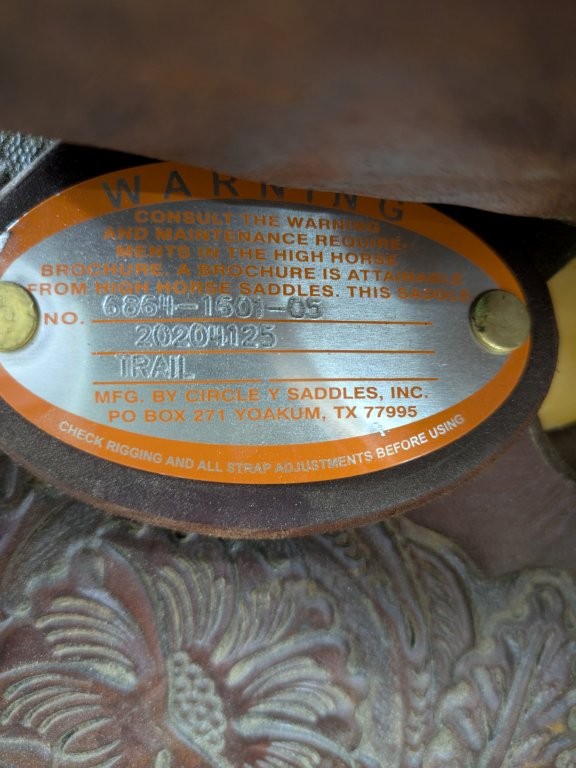 WARNING
CONSULT THE WARNING
AND MAINTENANCE REQUIRE-
MENTS IN THE HIGH HORSE
BROCHURE. A BROCHURE IS ATTAINABLE
FROM HIGH HORSE SADDLES. THIS SADDLE
NO. 6864-1601-05
20204125
TRAIL
MFG. BY CIRCLE Y SADDLES, INC.
PO BOX 271 YOAKUM, TX 77995
CHECK RIGGING AND ALL STRAP ADJUSTMENTS BEFORE USING